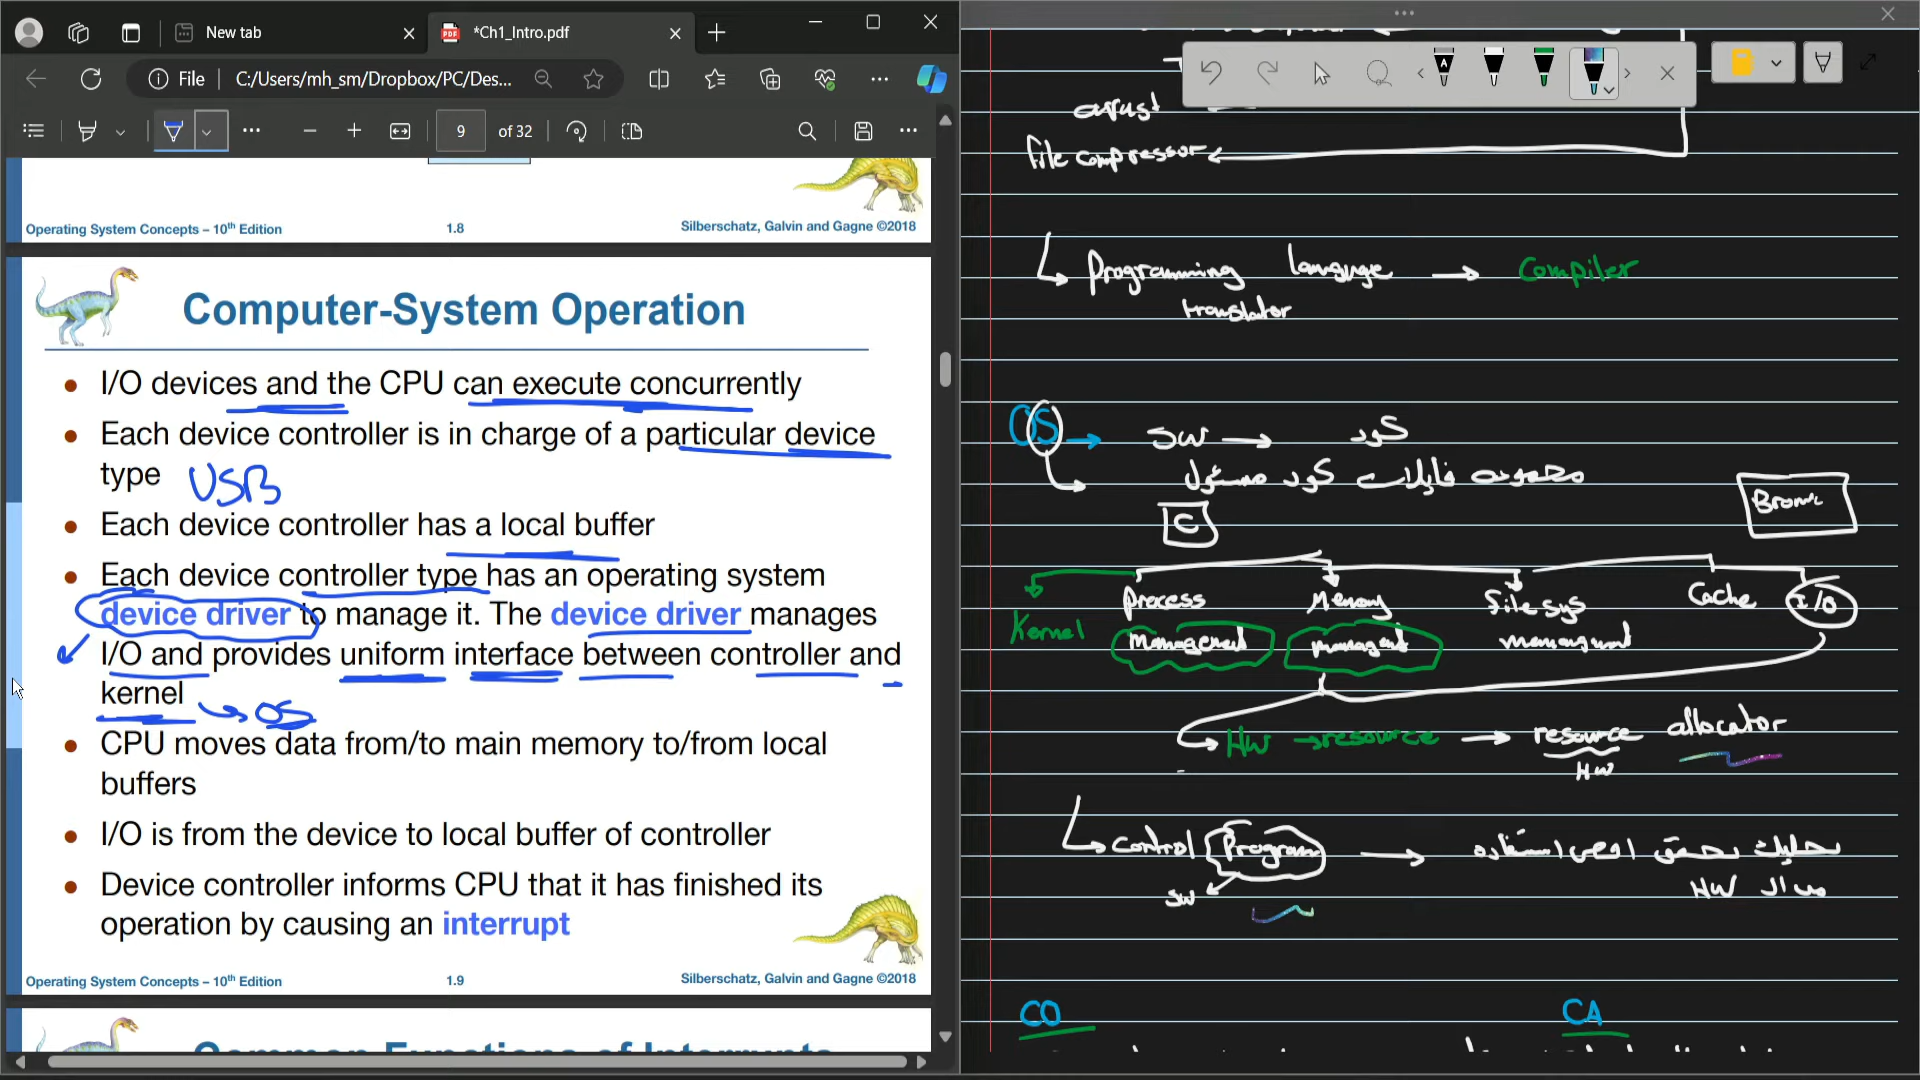 New tab
*Ch1_Intro.pdf
File
C:/Users/mh_sm/Dropbox/PC/Des...
9 of 32
Operating System Concepts – 10th Edition
1.8
Silberschatz, Galvin and Gagne ©2018
Computer-System Operation
I/O devices and the CPU can execute concurrently
Each device controller is in charge of a particular device
type USB
Each device controller has a local buffer
Each device controller type has an operating system
device driver to manage it. The device driver manages
I/O and provides uniform interface between controller and
kernel OS
CPU moves data from/to main memory to/from local
buffers
I/O is from the device to local buffer of controller
Device controller informs CPU that it has finished its
operation by causing an interrupt
Operating System Concepts – 10th Edition
1.9
Silberschatz, Galvin and Gagne ©2018
Common Functions of Interrupts
file compressor
Programming language → Compiler
translator
OS → SW → كود
فايلات كود مسؤول
C
Process Memory File sys Cache I/O
Kernel management
HW → resource → resource allocator
HW
Control Program →
SW
HW
CO
CA